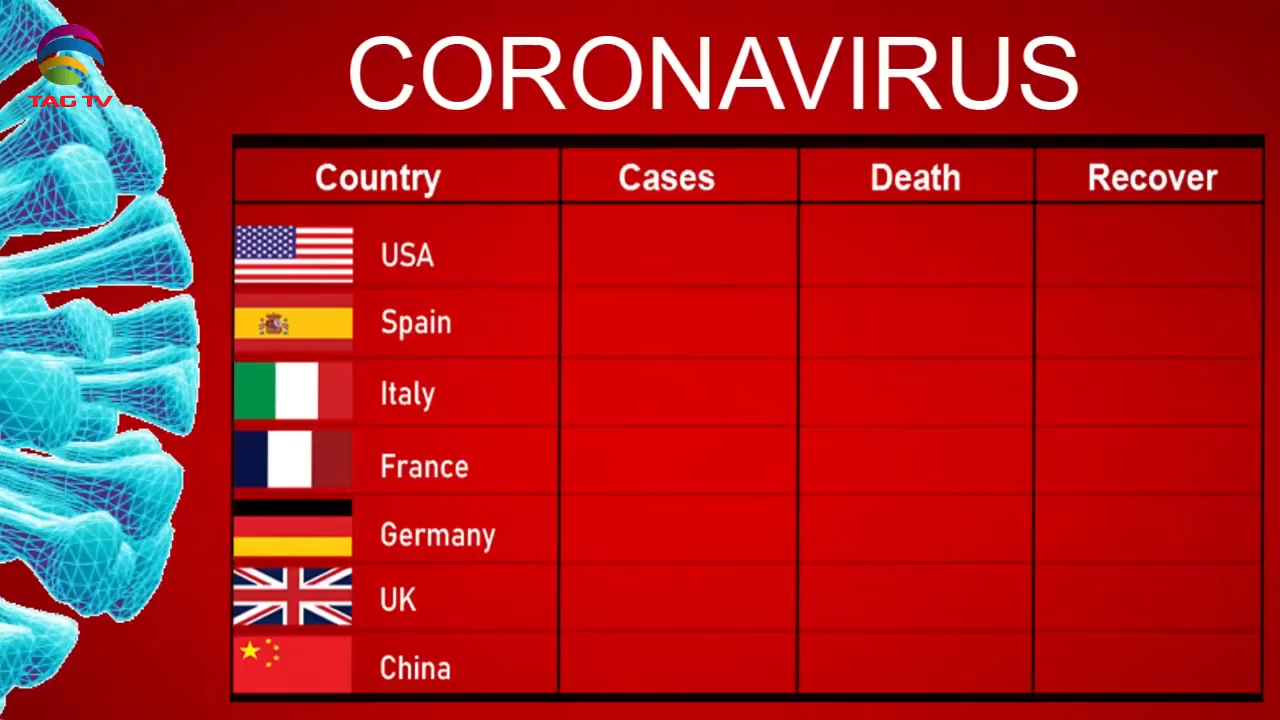 TAG TV
CORONAVIRUS
Country Cases Death Recover
USA
Spain
Italy
France
Germany
UK
China